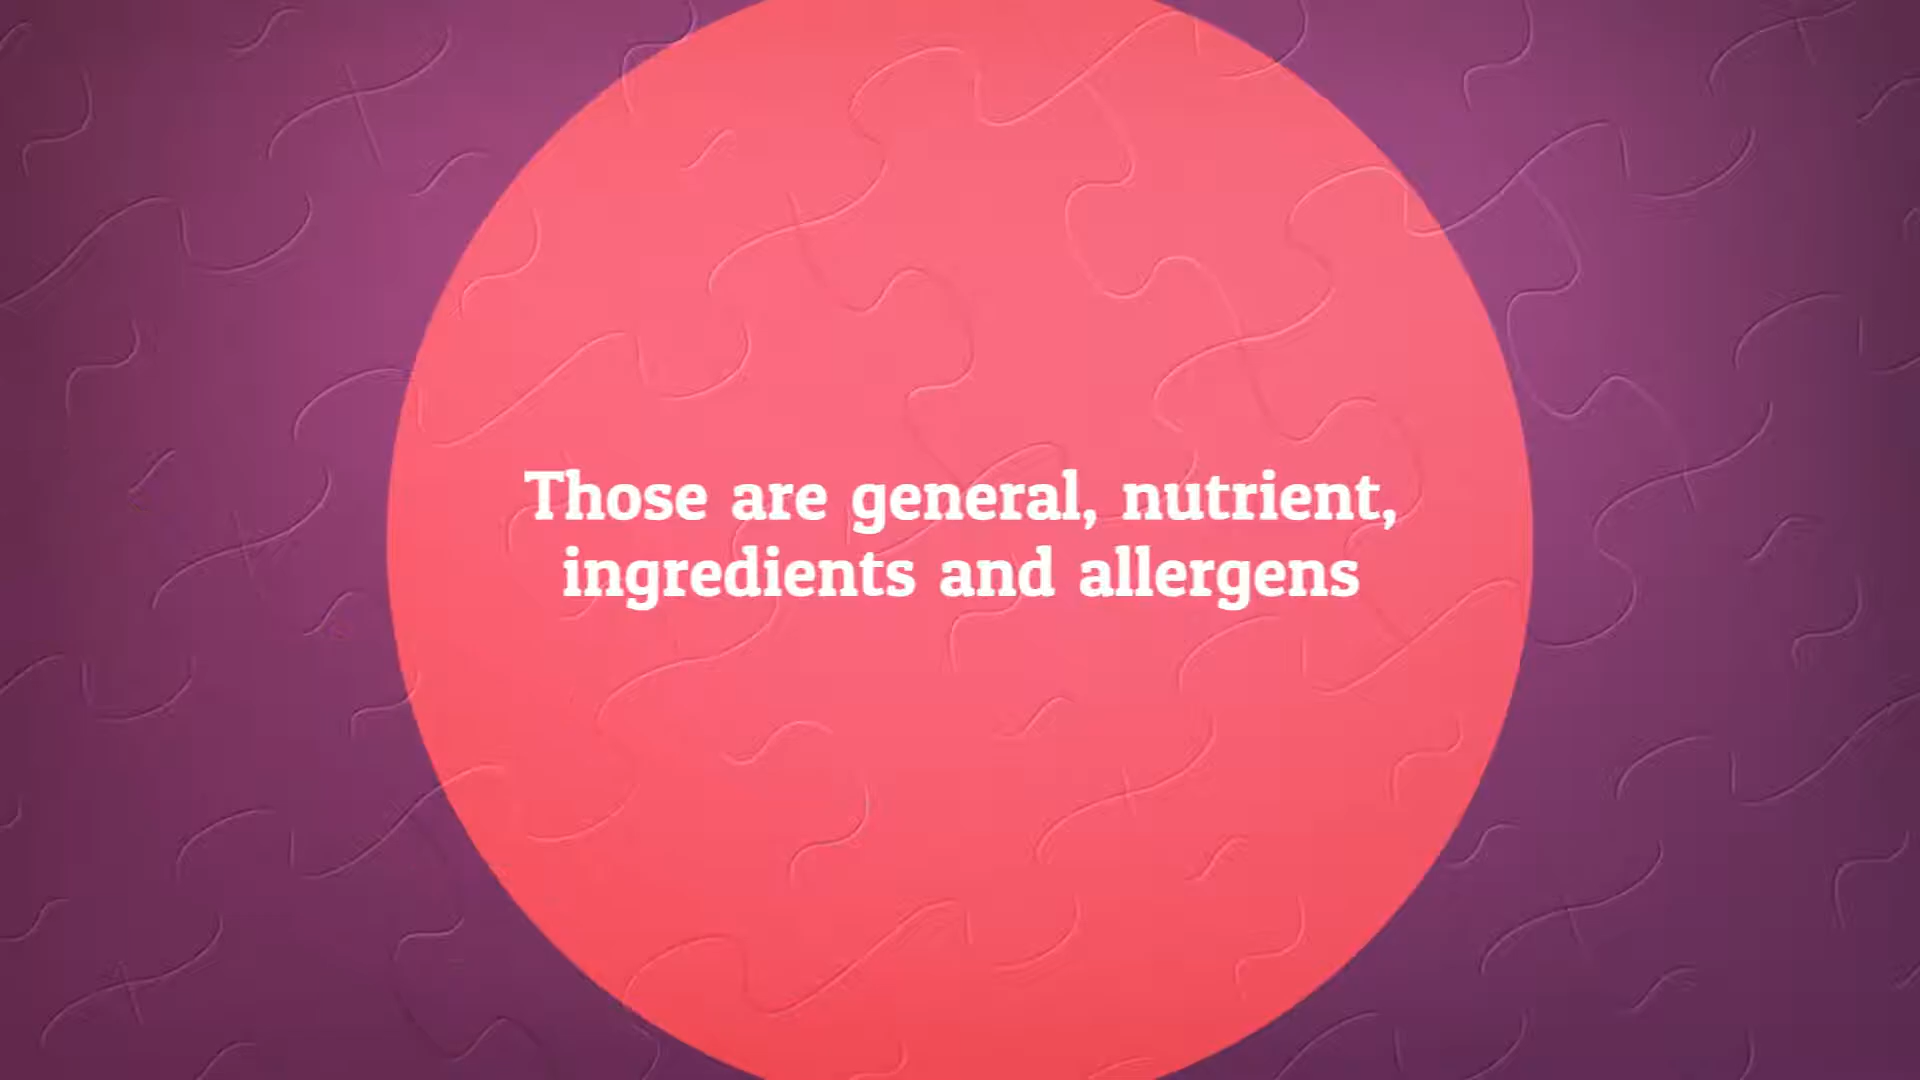 Those are general, nutrient,
ingredients and allergens